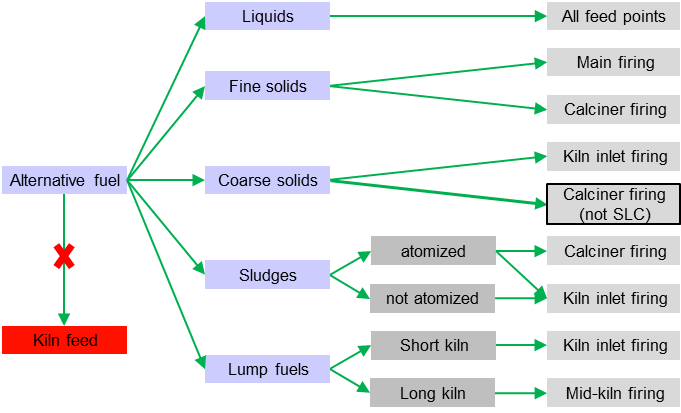 Liquids
All feed points
Fine solids
Main firing
Calciner firing
Alternative fuel
Coarse solids
Kiln inlet firing
Calciner firing
(not SLC)
Sludges
atomized
Calciner firing
not atomized
Kiln inlet firing
Kiln feed
Lump fuels
Short kiln
Kiln inlet firing
Long kiln
Mid-kiln firing